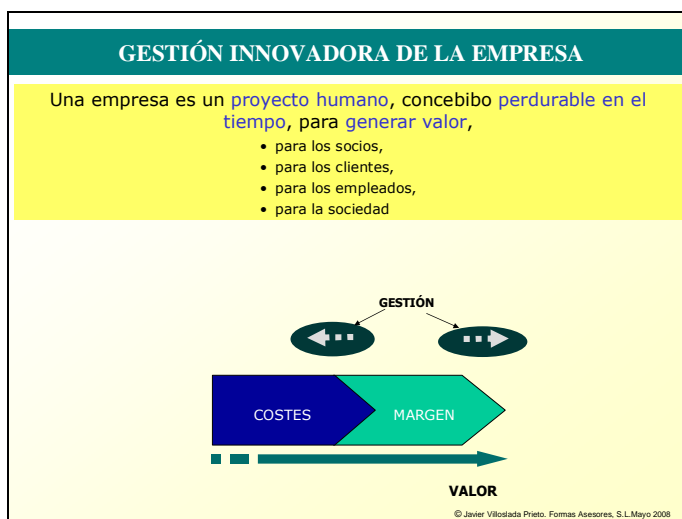 GESTIÓN INNOVADORA DE LA EMPRESA
Una empresa es un proyecto humano, concebibo perdurable en el
tiempo, para generar valor,
• para los socios,
• para los clientes,
• para los empleados,
• para la sociedad
GESTIÓN
COSTES
MARGEN
VALOR
© Javier Villoslada Prieto. Formas Asesores, S.L.Mayo 2008